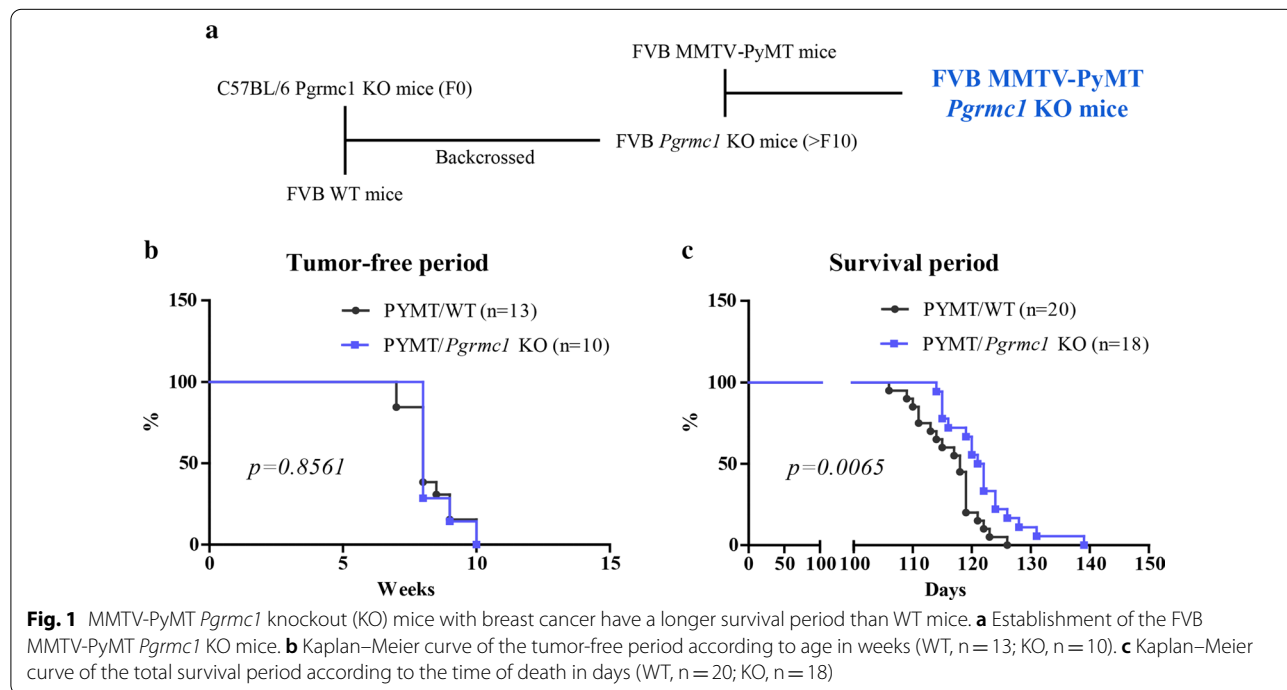 a
FVB MMTV-PyMT mice
C57BL/6 Pgrmc1 KO mice (F0)
FVB MMTV-PyMT
Pgrmc1 KO mice
Backcrossed
FVB Pgrmc1 KO mice (>F10)
FVB WT mice
b
Tumor-free period
150
100
50
0
%
PYMT/WT (n=13)
PYMT/Pgrmc1 KO (n=10)
p=0.8561
0 5 10 15
Weeks
c
Survival period
150
100
50
0
%
PYMT/WT (n=20)
PYMT/Pgrmc1 KO (n=18)
p=0.0065
0 50 100 100 110 120 130 140 150
Days
Fig. 1 MMTV-PyMT Pgrmc1 knockout (KO) mice with breast cancer have a longer survival period than WT mice. a Establishment of the FVB
MMTV-PyMT Pgrmc1 KO mice. b Kaplan–Meier curve of the tumor-free period according to age in weeks (WT, n = 13; KO, n = 10). c Kaplan–Meier
curve of the total survival period according to the time of death in days (WT, n = 20; KO, n = 18)